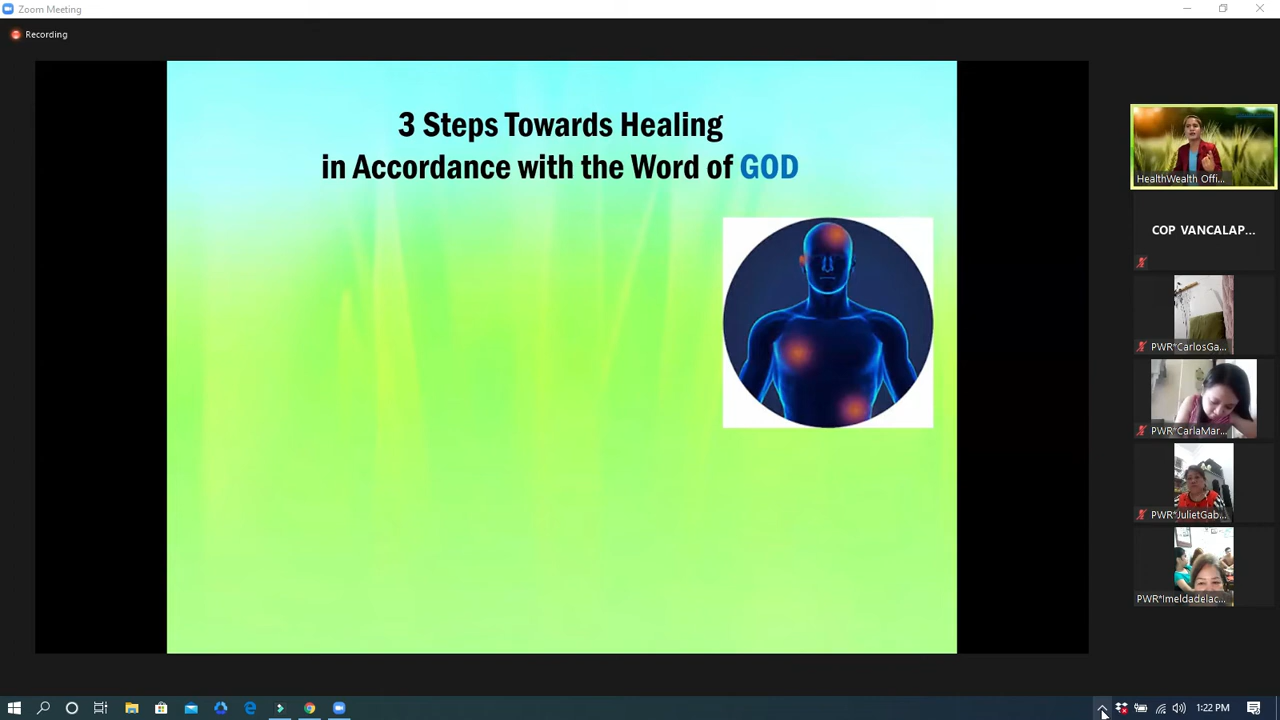 Zoom Meeting
Recording
3 Steps Towards Healing
in Accordance with the Word of GOD
HealthWealth Offi...
COP VANCALAP...
PWR*CarlosGa...
PWR*CarlaMar...
PWR*JulietGab...
PWR*Imeldadelac...
1:22 PM